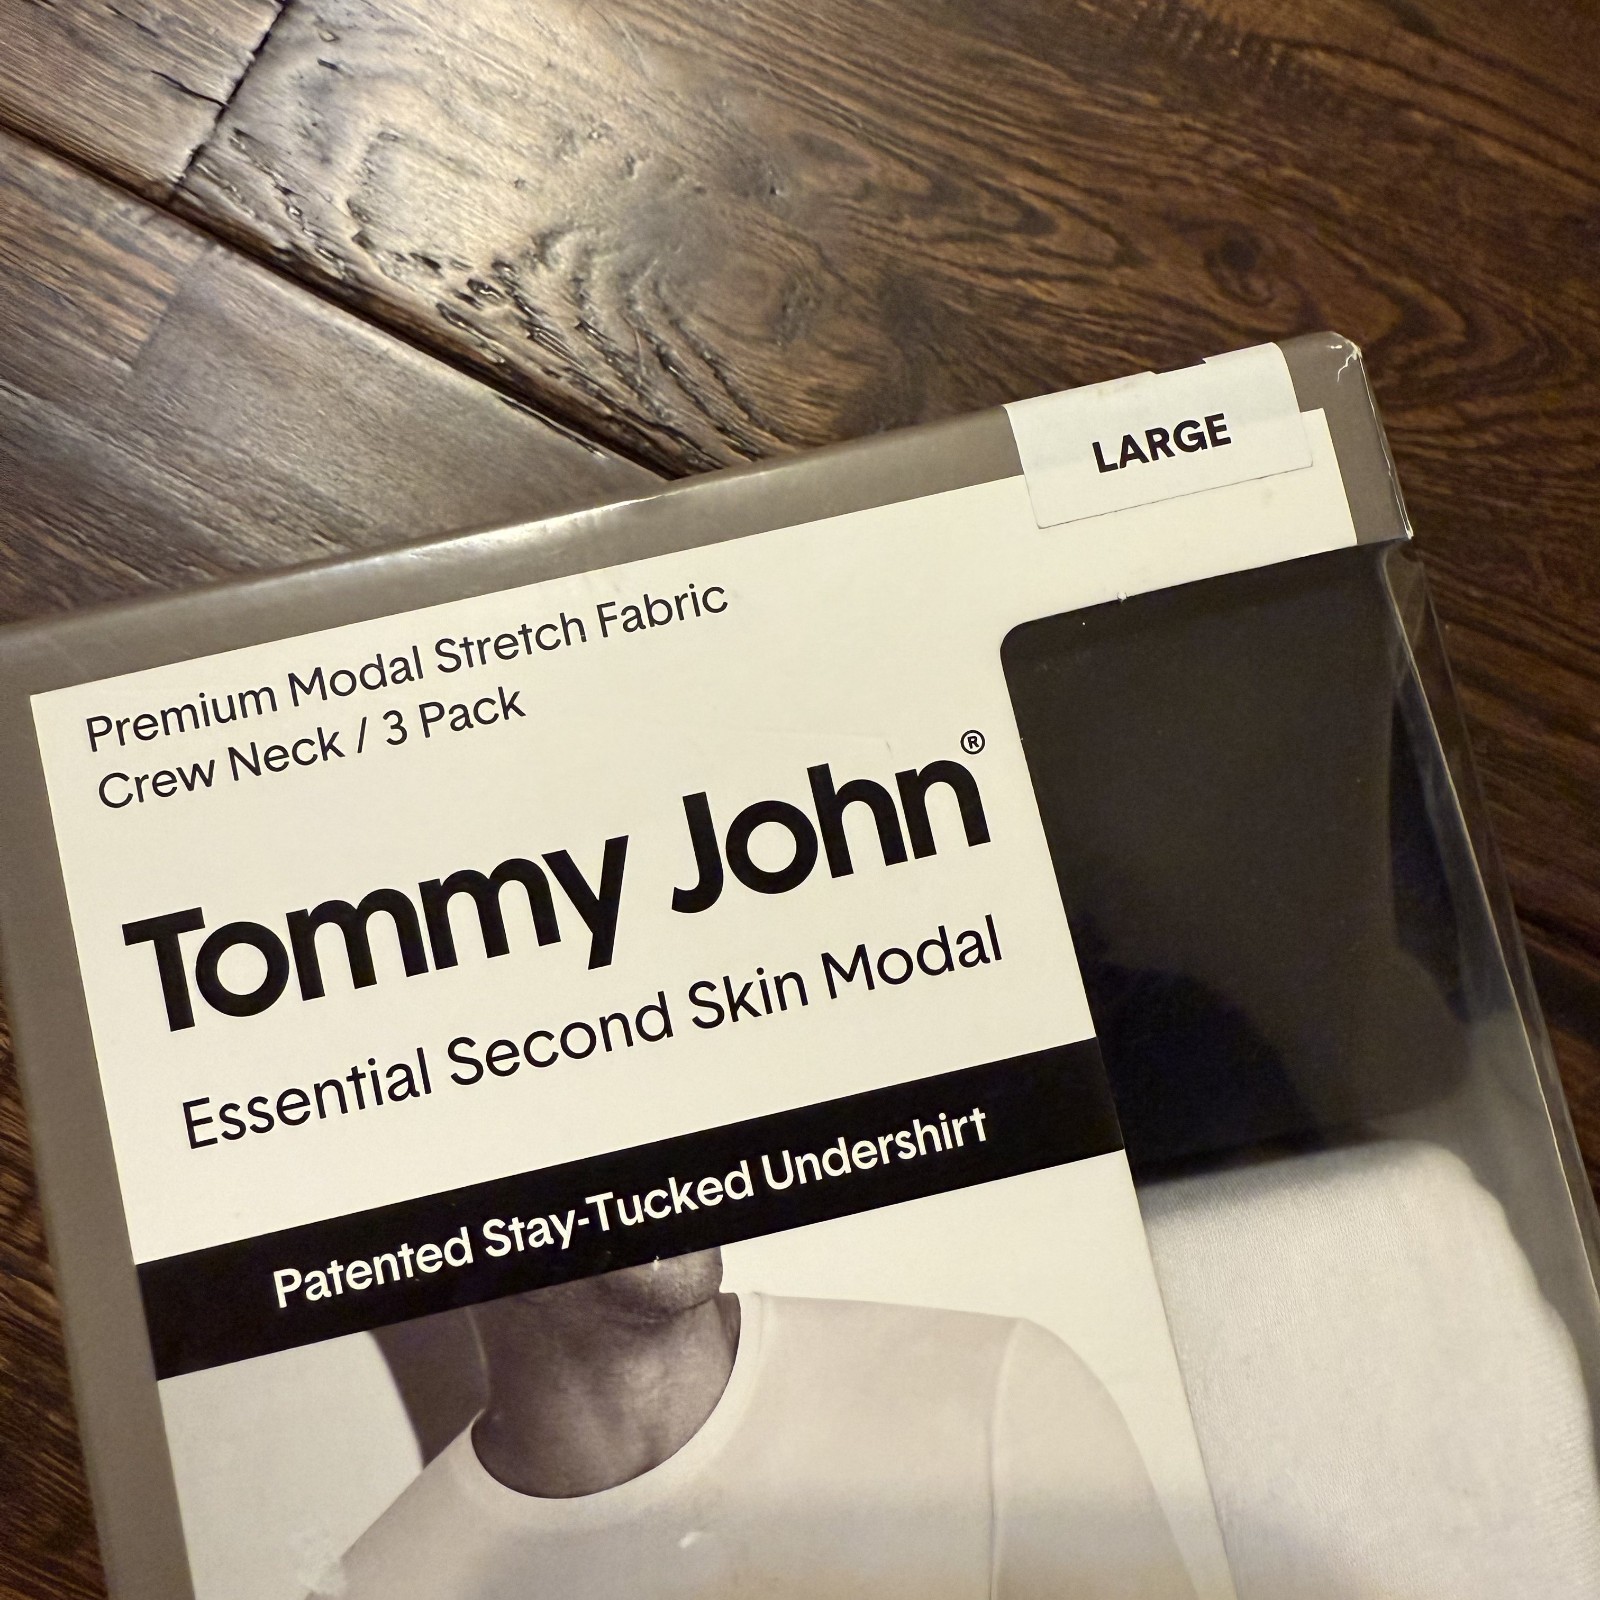 LARGE
Premium Modal Stretch Fabric
Crew Neck / 3 Pack
Tommy John®
Essential Second Skin Modal
Patented Stay-Tucked Undershirt